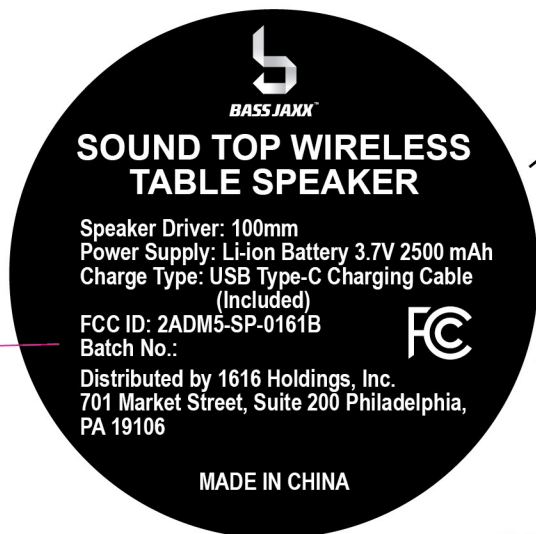 BASS JAXX™
SOUND TOP WIRELESS
TABLE SPEAKER
Speaker Driver: 100mm
Power Supply: Li-ion Battery 3.7V 2500 mAh
Charge Type: USB Type-C Charging Cable
(Included)
FCC ID: 2ADM5-SP-0161B
FC
Batch No.:
Distributed by 1616 Holdings, Inc.
701 Market Street, Suite 200 Philadelphia,
PA 19106
MADE IN CHINA